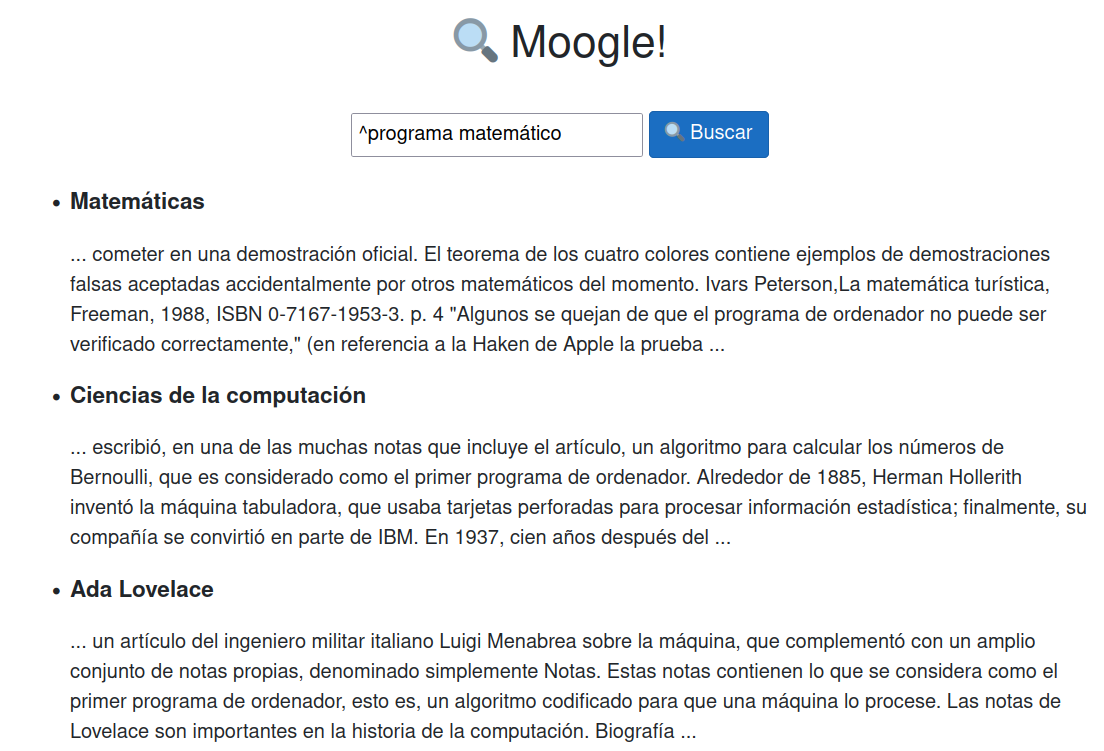 Moogle!
^programa matemático
Buscar
Matemáticas
... cometer en una demostración oficial. El teorema de los cuatro colores contiene ejemplos de demostraciones
falsas aceptadas accidentalmente por otros matemáticos del momento. Ivars Peterson,La matemática turística,
Freeman, 1988, ISBN 0-7167-1953-3. p. 4 "Algunos se quejan de que el programa de ordenador no puede ser
verificado correctamente," (en referencia a la Haken de Apple la prueba ...
Ciencias de la computación
... escribió, en una de las muchas notas que incluye el artículo, un algoritmo para calcular los números de
Bernoulli, que es considerado como el primer programa de ordenador. Alrededor de 1885, Herman Hollerith
inventó la máquina tabuladora, que usaba tarjetas perforadas para procesar información estadística; finalmente, su
compañía se convirtió en parte de IBM. En 1937, cien años después del ...
Ada Lovelace
... un artículo del ingeniero militar italiano Luigi Menabrea sobre la máquina, que complementó con un amplio
conjunto de notas propias, denominado simplemente Notas. Estas notas contienen lo que se considera como el
primer programa de ordenador, esto es, un algoritmo codificado para que una máquina lo procese. Las notas de
Lovelace son importantes en la historia de la computación. Biografía ...